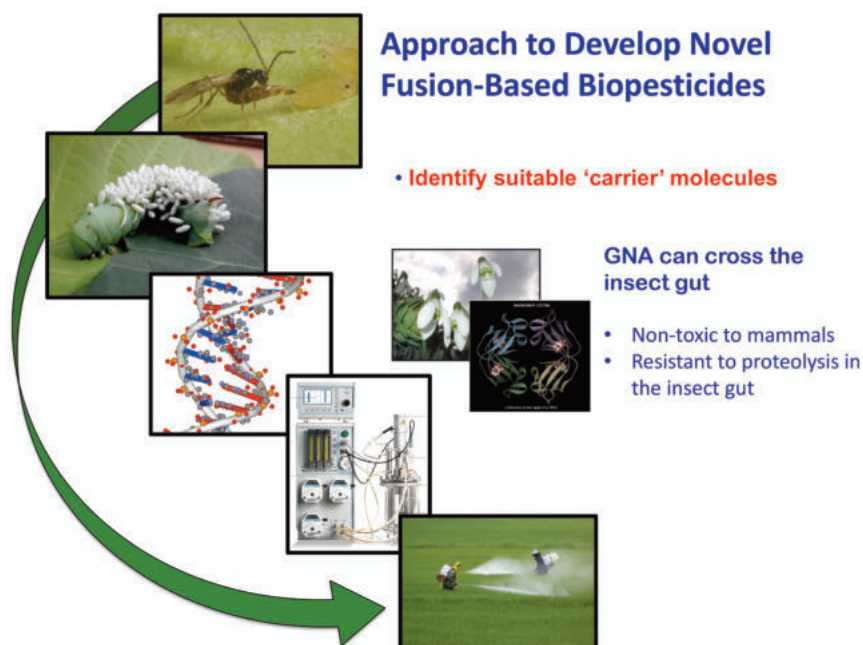 Approach to Develop Novel
Fusion-Based Biopesticides
• Identify suitable ‘carrier’ molecules
GNA can cross the
insect gut
• Non-toxic to mammals
• Resistant to proteolysis in
the insect gut